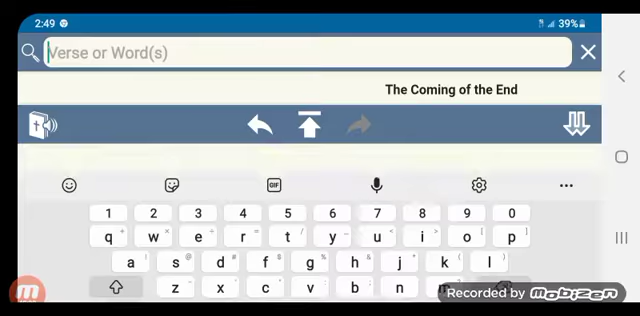 2:49 39%
Verse or Word(s)
The Coming of the End
GIF
1 2 3 4 5 6 7 8 9 0
q + w × e ÷ r = t / y _ u < i > o [ p ]
a ! s @ d # f $ g % h & j * k ( l )
z - x ' c " v : b ; n m
M
Recorded by mobizen